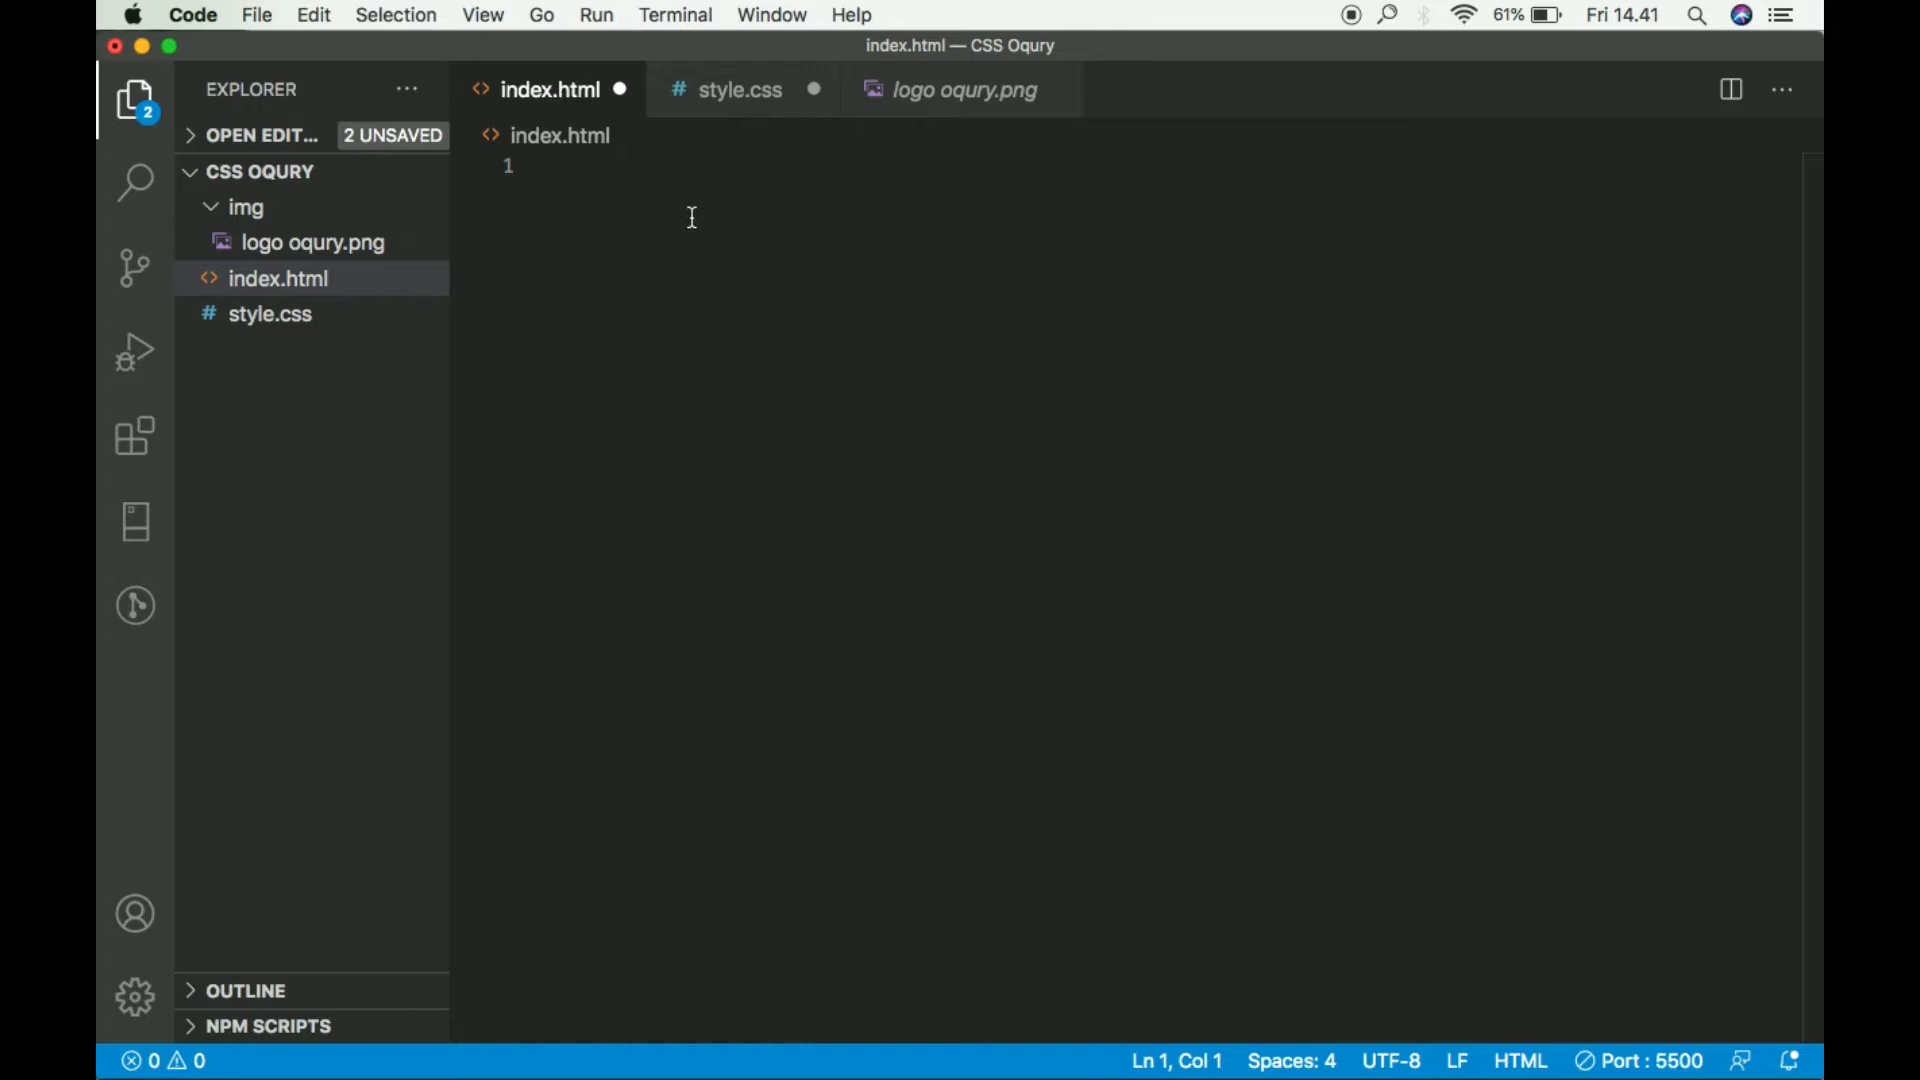 Code File Edit Selection View Go Run Terminal Window Help 61% Fri 14.41
index.html — CSS Oqury
EXPLORER ··· <> index.html ● # style.css ● logo oqury.png ···
2
> OPEN EDIT... 2 UNSAVED <> index.html
CSS OQURY 1
img
logo oqury.png
<> index.html
# style.css
> OUTLINE
> NPM SCRIPTS
0 0 Ln 1, Col 1 Spaces: 4 UTF-8 LF HTML Port : 5500